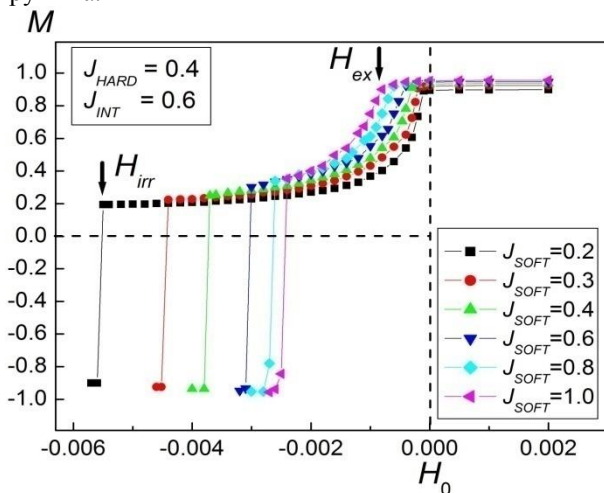 M
J_HARD = 0.4
J_INT = 0.6
H_ex
H_irr
1.0
0.8
0.6
0.4
0.2
0.0
-0.2
-0.4
-0.6
-0.8
-1.0
J_SOFT=0.2
J_SOFT=0.3
J_SOFT=0.4
J_SOFT=0.6
J_SOFT=0.8
J_SOFT=1.0
-0.006 -0.004 -0.002 0.000 0.002
H_0